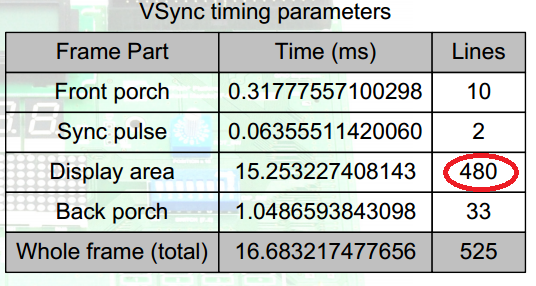 VSync timing parameters
Frame Part Time (ms) Lines
Front porch 0.31777557100298 10
Sync pulse 0.06355511420060 2
Display area 15.253227408143 480
Back porch 1.0486593843098 33
Whole frame (total) 16.683217477656 525